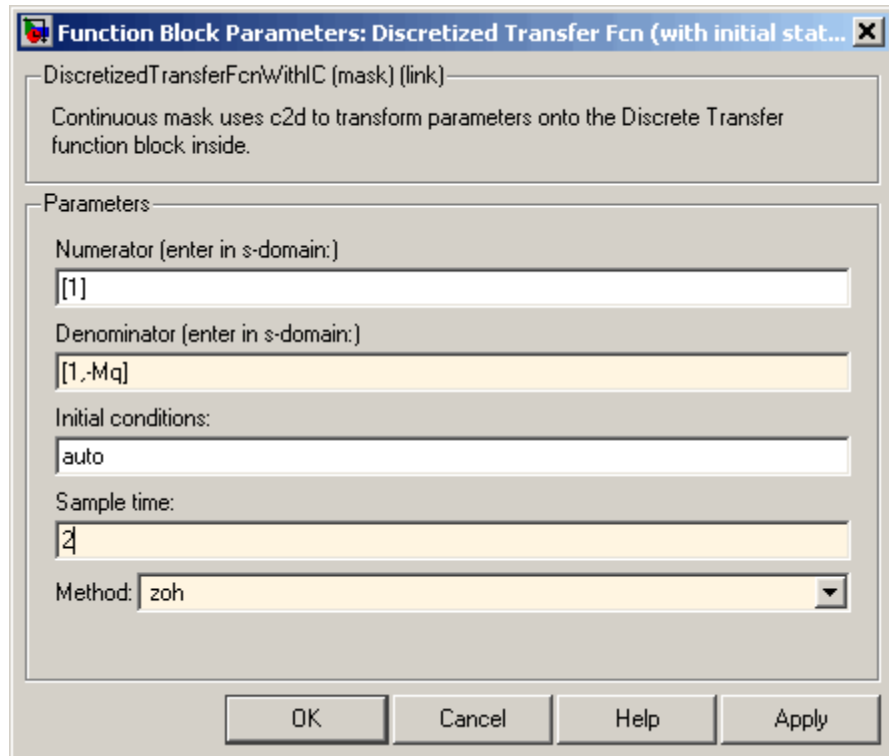 Function Block Parameters: Discretized Transfer Fcn (with initial stat...
DiscretizedTransferFcnWithIC (mask) (link)
Continuous mask uses c2d to transform parameters onto the Discrete Transfer
function block inside.
Parameters
Numerator (enter in s-domain:)
[1]
Denominator (enter in s-domain:)
[1,-Mq]
Initial conditions:
auto
Sample time:
2
Method: zoh
OK Cancel Help Apply